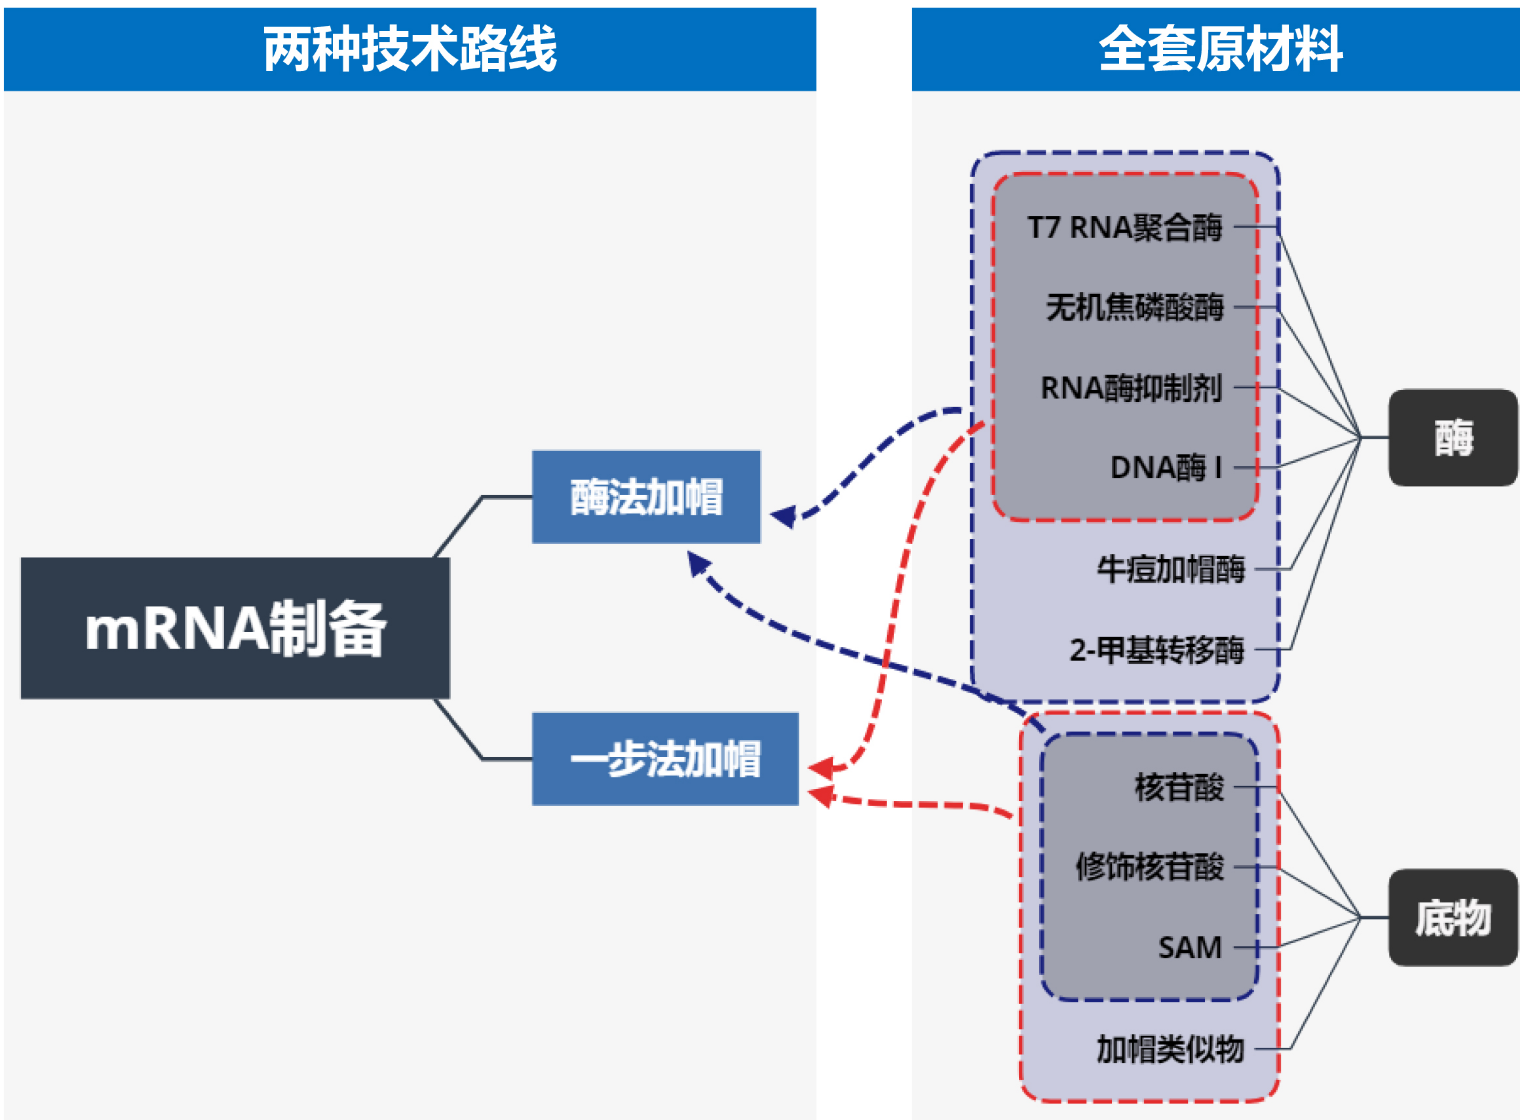 两种技术路线
全套原材料
mRNA制备
酶法加帽
一步法加帽
T7 RNA聚合酶
无机焦磷酸酶
RNA酶抑制剂
DNA酶 I
牛痘加帽酶
2-甲基转移酶
酶
核苷酸
修饰核苷酸
SAM
加帽类似物
底物